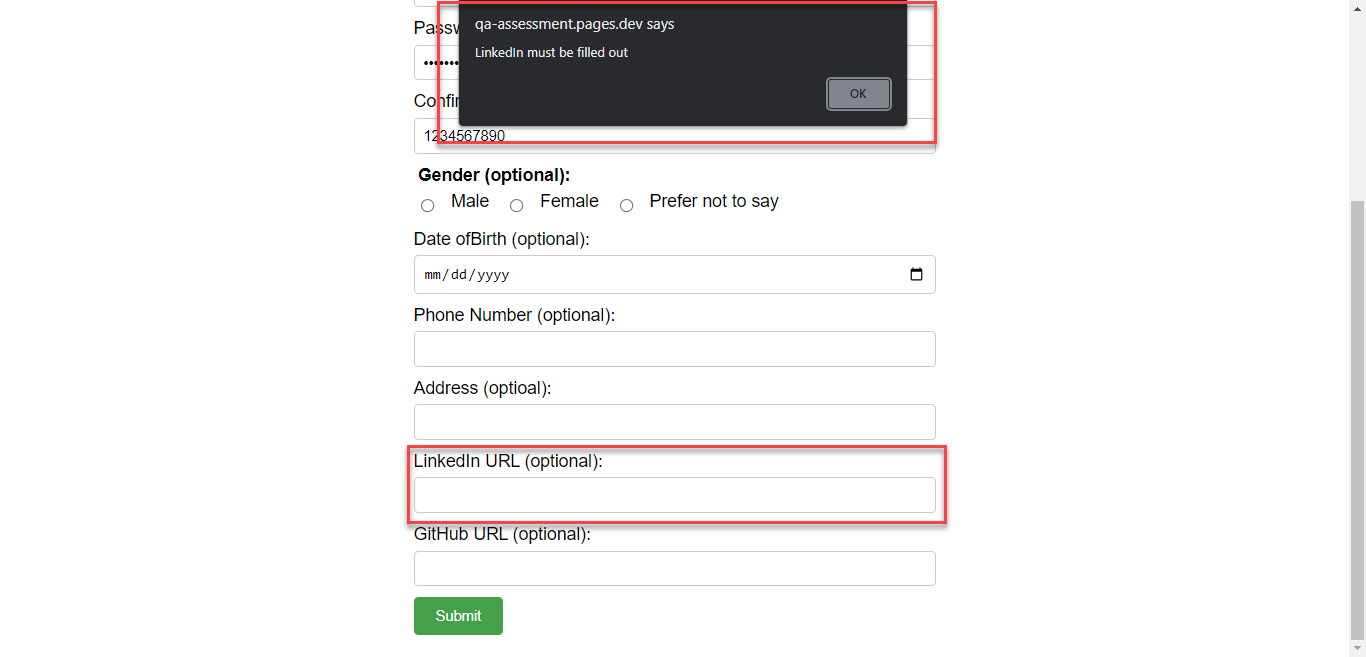 qa-assessment.pages.dev says
LinkedIn must be filled out
OK
1234567890
Gender (optional):
Male Female Prefer not to say
Date ofBirth (optional):
mm/dd/yyyy
Phone Number (optional):
Address (optioal):
LinkedIn URL (optional):
GitHub URL (optional):
Submit